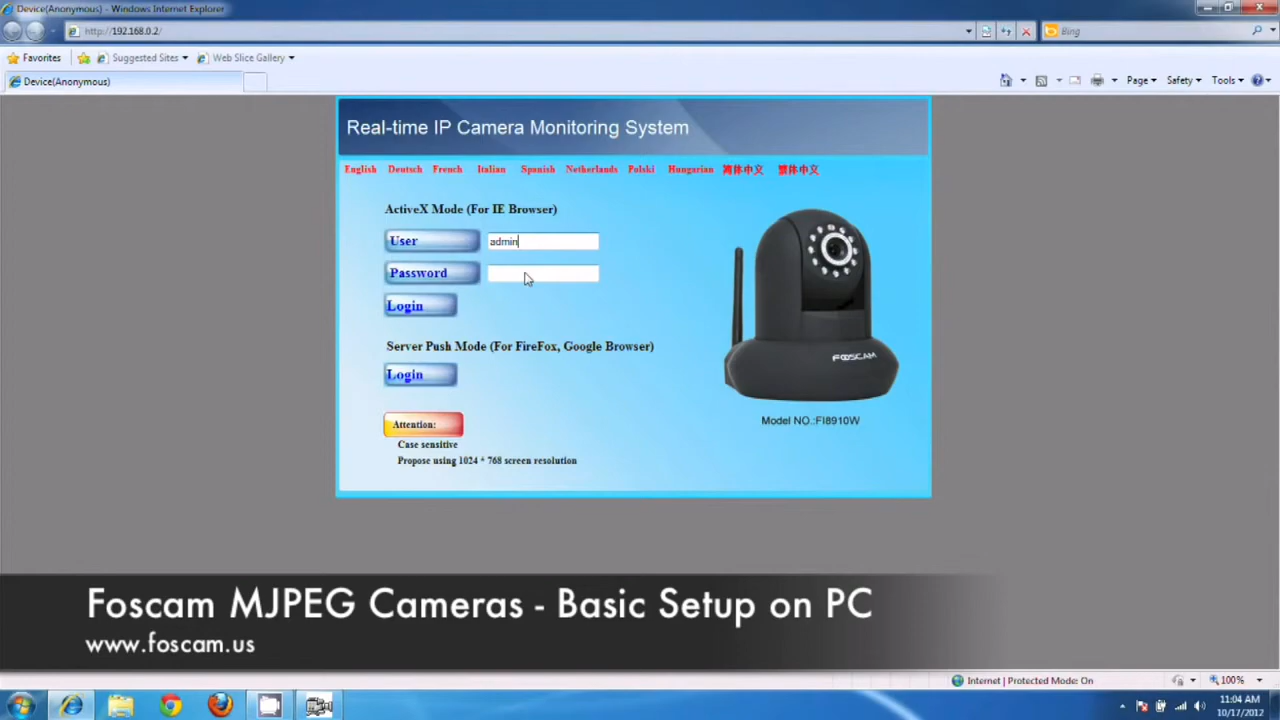 Device(Anonymous) - Windows Internet Explorer
http://192.168.0.2/
Bing
Favorites
Suggested Sites
Web Slice Gallery
Device(Anonymous)
Page
Safety
Tools
Real-time IP Camera Monitoring System
English Deutsch French Italian Spanish Netherlands Polski Hungarian 简体中文 繁体中文
ActiveX Mode (For IE Browser)
User
admin
Password
Login
Server Push Mode (For FireFox, Google Browser)
Login
FOSCAM
Model NO.:FI8910W
Attention:
Case sensitive
Propose using 1024 * 768 screen resolution
Foscam MJPEG Cameras - Basic Setup on PC
www.foscam.us
Internet | Protected Mode: On
100%
11:04 AM
10/17/2012